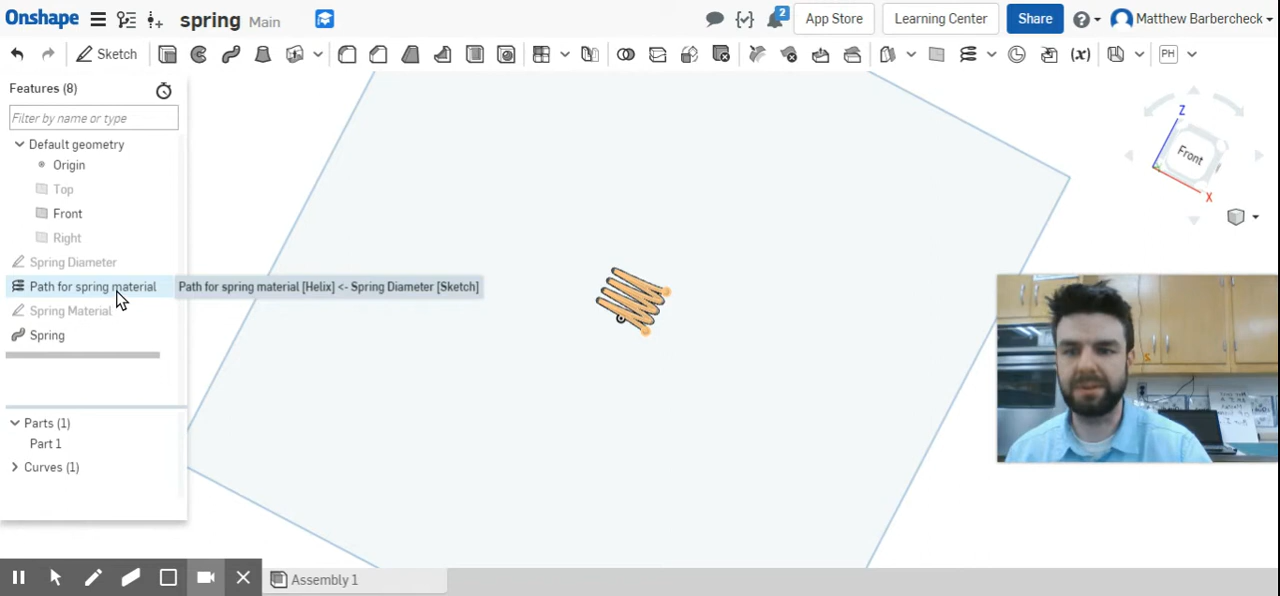 Onshape spring Main 2 App Store Learning Center Share Matthew Barbercheck
Sketch (x) PH
Features (8)
Filter by name or type
Default geometry
Origin
Top
Front
Right
Spring Diameter
Path for spring material
Path for spring material [Helix] <- Spring Diameter [Sketch]
Spring Material
Spring
Parts (1)
Part 1
Curves (1)
Z
Front
X
Assembly 1